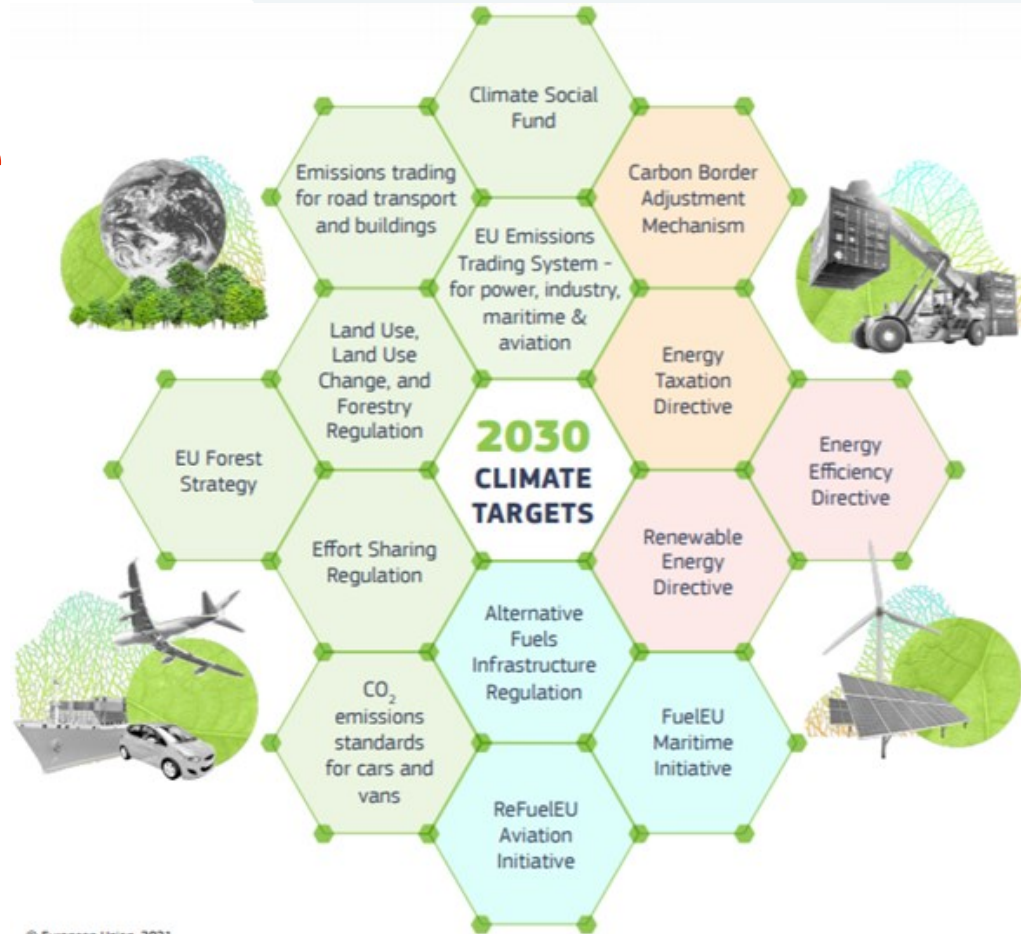 Climate Social
Fund
Emissions trading
for road transport
and buildings
Carbon Border
Adjustment
Mechanism
EU Emissions
Trading System -
for power, industry,
maritime &
aviation
Land Use,
Land Use
Change, and
Forestry
Regulation
Energy
Taxation
Directive
EU Forest
Strategy
2030
CLIMATE
TARGETS
Energy
Efficiency
Directive
Effort Sharing
Regulation
Renewable
Energy
Directive
Alternative
Fuels
Infrastructure
Regulation
CO₂
emissions
standards
for cars and
vans
FuelEU
Maritime
Initiative
ReFuelEU
Aviation
Initiative
© European Union, 2021